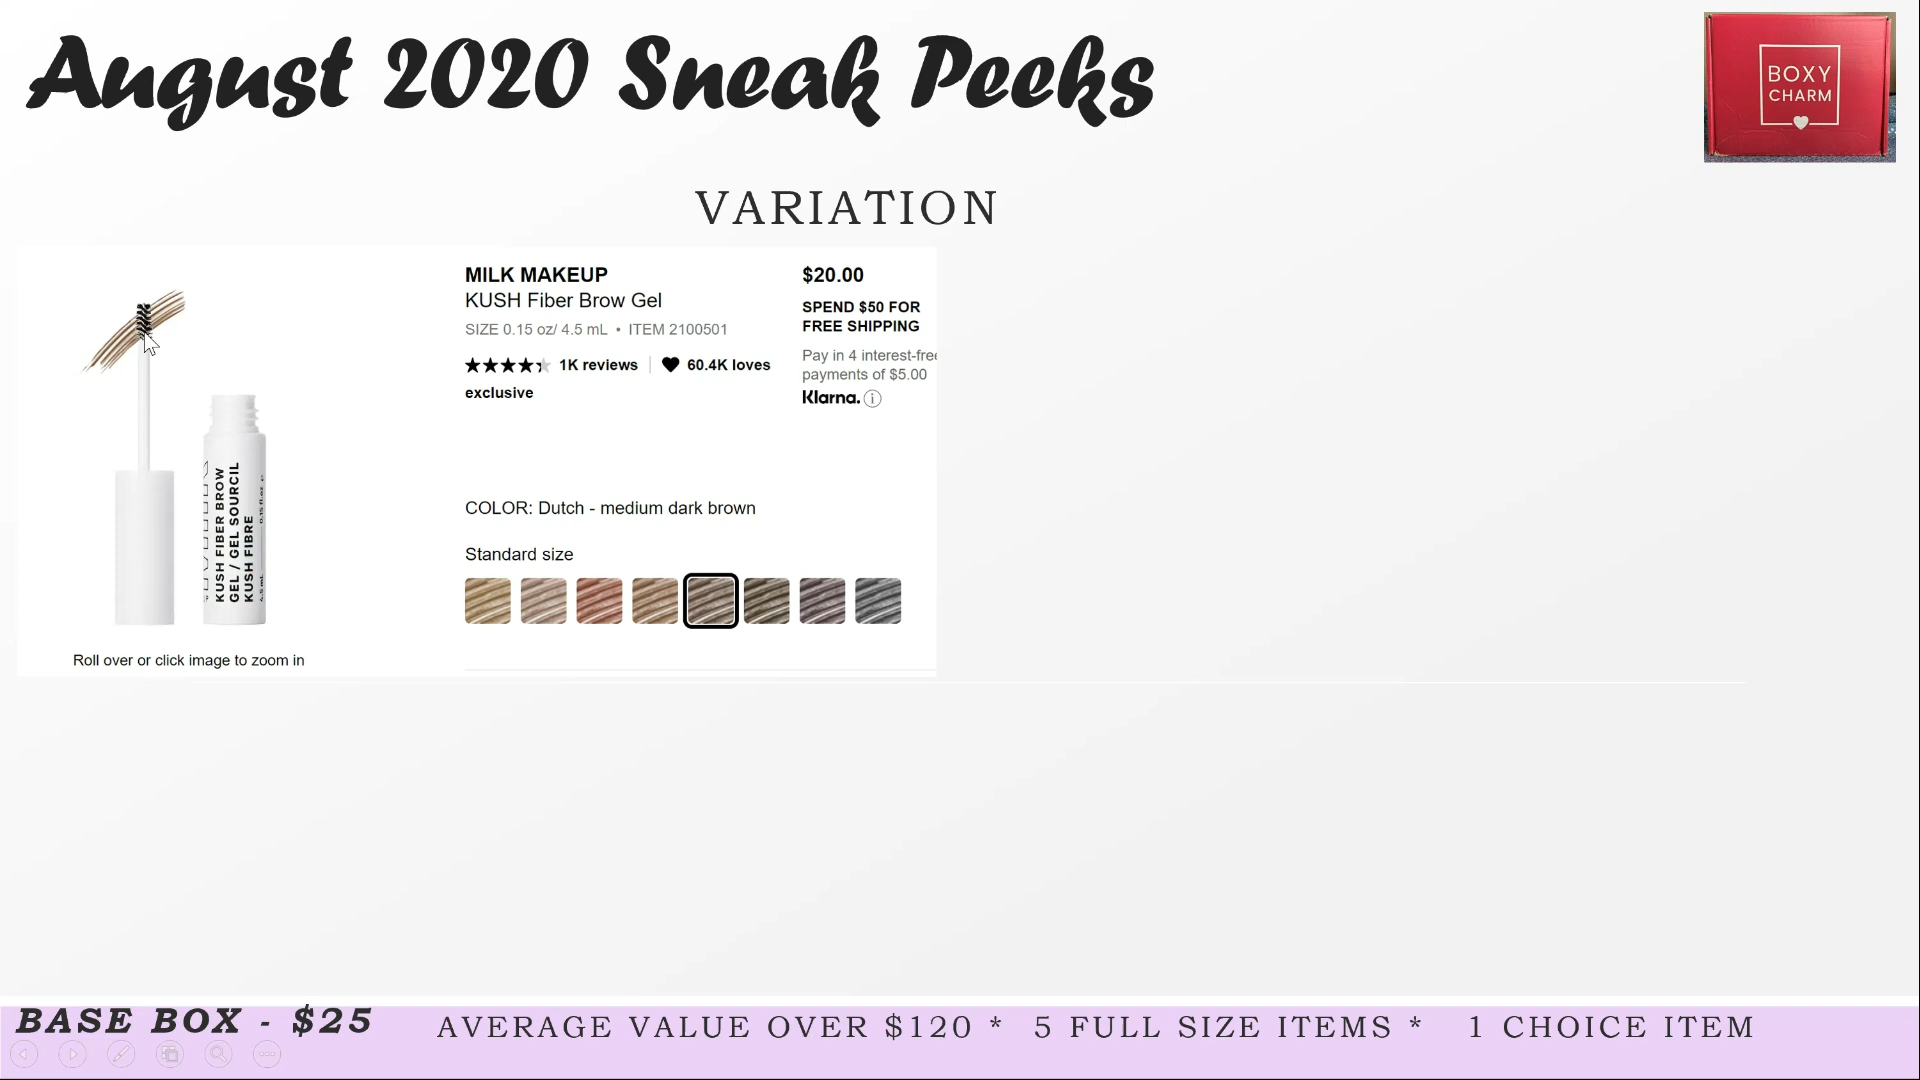 August 2020 Sneak Peeks
BOXY
CHARM
VARIATION
MILK MAKEUP
KUSH Fiber Brow Gel
SIZE 0.15 oz/ 4.5 mL • ITEM 2100501
1K reviews
60.4K loves
exclusive
$20.00
SPEND $50 FOR
FREE SHIPPING
Pay in 4 interest-free
payments of $5.00
Klarna.
KUSH FIBER BROW
GEL / GEL SOURCIL
KUSH FIBRE
COLOR: Dutch - medium dark brown
Standard size
Roll over or click image to zoom in
BASE BOX - $25
AVERAGE VALUE OVER $120 * 5 FULL SIZE ITEMS * 1 CHOICE ITEM